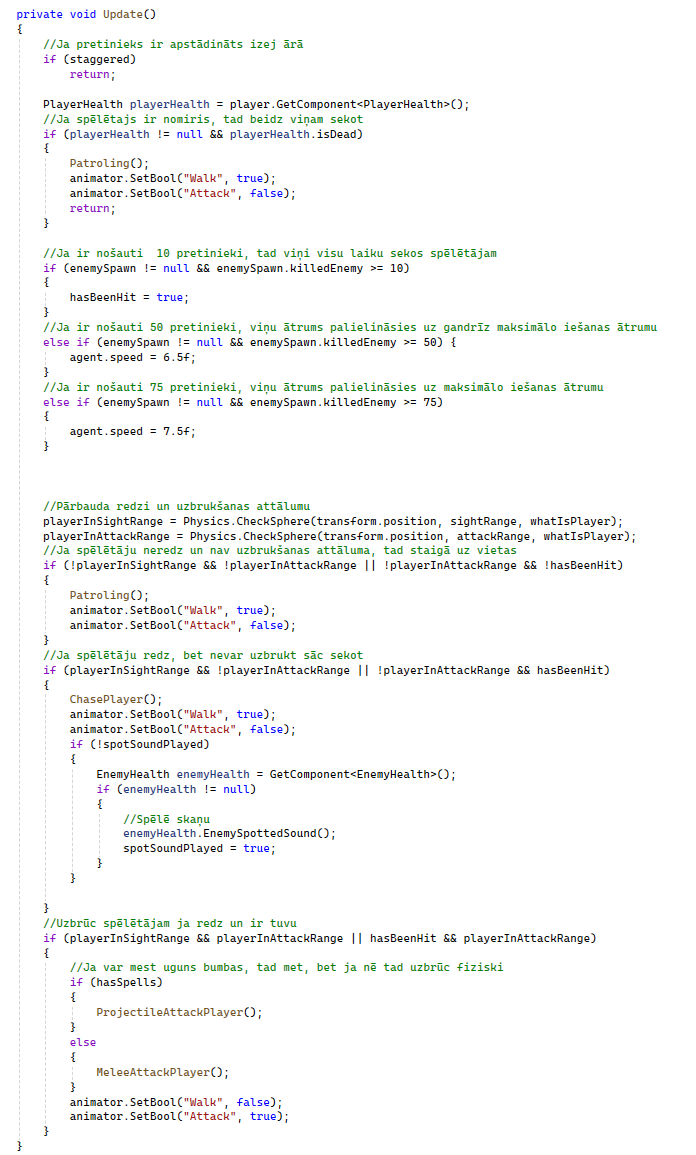 private void Update()
{
    //Ja pretinieks ir apstādināts izej ārā
    if (staggered)
        return;

    PlayerHealth playerHealth = player.GetComponent<PlayerHealth>();
    //Ja spēlētajs ir nomiris, tad beidz viņam sekot
    if (playerHealth != null && playerHealth.isDead)
    {
        Patroling();
        animator.SetBool("Walk", true);
        animator.SetBool("Attack", false);
        return;
    }

    //Ja ir nošauti  10 pretinieki, tad viņi visu laiku sekos spēlētājam
    if (enemySpawn != null && enemySpawn.killedEnemy >= 10)
    {
        hasBeenHit = true;
    }
    //Ja ir nošauti 50 pretinieki, viņu ātrums palielināsies uz gandrīz maksimālo iešanas ātrumu
    else if (enemySpawn != null && enemySpawn.killedEnemy >= 50) {
        agent.speed = 6.5f;
    }
    //Ja ir nošauti 75 pretinieki, viņu ātrums palielināsies uz maksimālo iešanas ātrumu
    else if (enemySpawn != null && enemySpawn.killedEnemy >= 75)
    {
        agent.speed = 7.5f;
    }

    //Pārbauda redzi un uzbrukšanas attālumu
    playerInSightRange = Physics.CheckSphere(transform.position, sightRange, whatIsPlayer);
    playerInAttackRange = Physics.CheckSphere(transform.position, attackRange, whatIsPlayer);
    //Ja spēlētāju neredz un nav uzbrukšanas attāluma, tad staigā uz vietas
    if (!playerInSightRange && !playerInAttackRange || !playerInAttackRange && !hasBeenHit)
    {
        Patroling();
        animator.SetBool("Walk", true);
        animator.SetBool("Attack", false);
    }
    //Ja spēlētāju redz, bet nevar uzbrukt sāc sekot
    if (playerInSightRange && !playerInAttackRange || !playerInAttackRange && hasBeenHit)
    {
        ChasePlayer();
        animator.SetBool("Walk", true);
        animator.SetBool("Attack", false);
        if (!spotSoundPlayed)
        {
            EnemyHealth enemyHealth = GetComponent<EnemyHealth>();
            if (enemyHealth != null)
            {
                //Spēlē skaņu
                enemyHealth.EnemySpottedSound();
                spotSoundPlayed = true;
            }
        }

    }
    //Uzbrūc spēlētājam ja redz un ir tuvu
    if (playerInSightRange && playerInAttackRange || hasBeenHit && playerInAttackRange)
    {
        //Ja var mest uguns bumbas, tad met, bet ja nē tad uzbrūc fiziski
        if (hasSpells)
        {
            ProjectileAttackPlayer();
        }
        else
        {
            MeleeAttackPlayer();
        }
        animator.SetBool("Walk", false);
        animator.SetBool("Attack", true);
    }
}